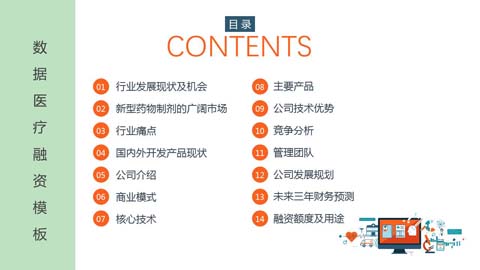 数据医疗融资模板
目录
CONTENTS
01 行业发展现状及机会
02 新型药物制剂的广阔市场
03 行业痛点
04 国内外开发产品现状
05 公司介绍
06 商业模式
07 核心技术
08 主要产品
09 公司技术优势
10 竞争分析
11 管理团队
12 公司发展规划
13 未来三年财务预测
14 融资额度及用途